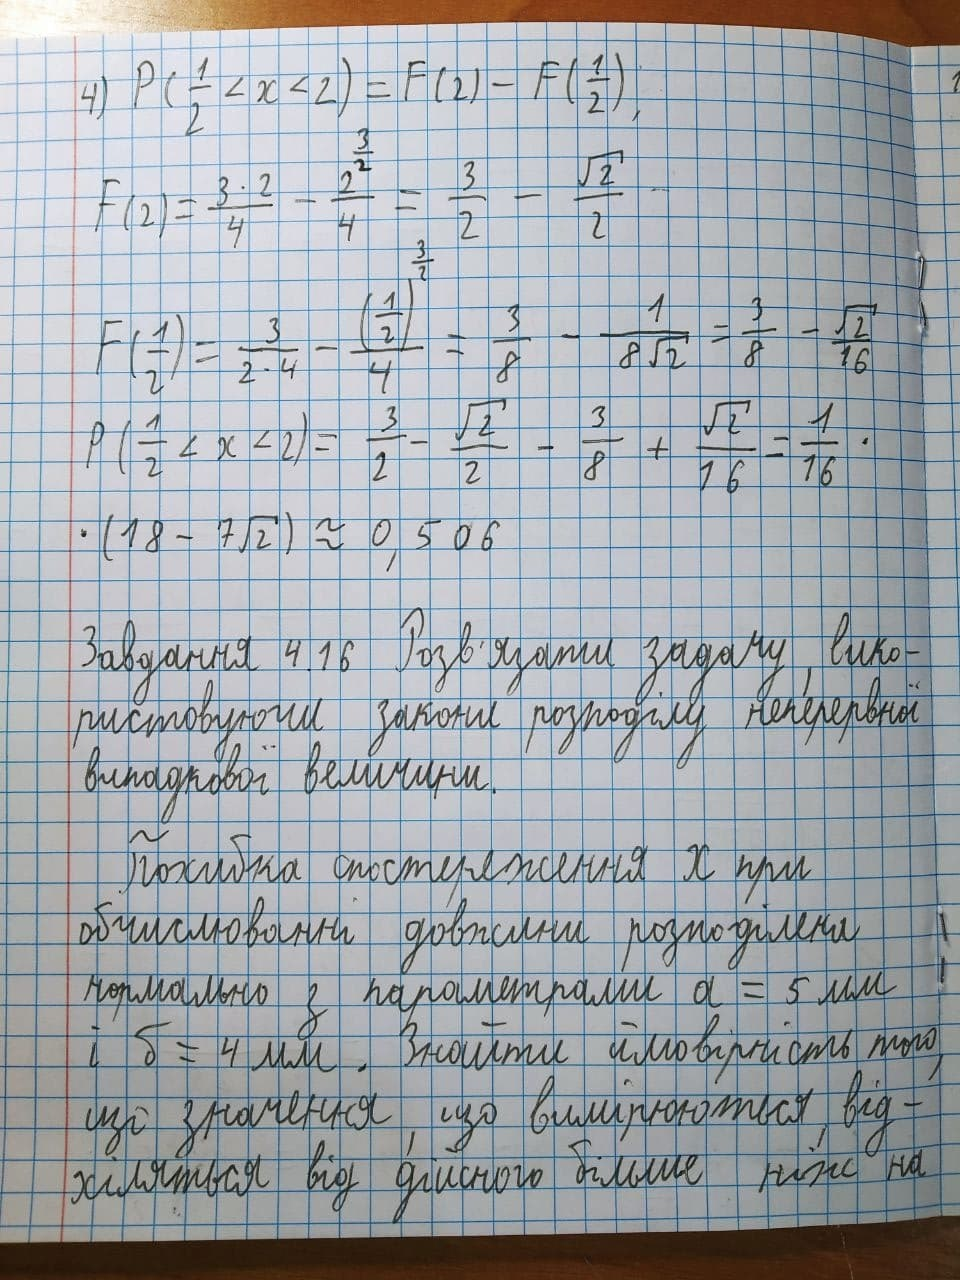 4) P(1/2 < x < 2) = F(2) - F(1/2);
F(2) = 3·2/4 - 2^(3/2)/4 = 3/2 - √2/2
F(1/2) = 3/(2·4) - (1/2)^(3/2)/4 = 3/8 - 1/(8√2) = 3/8 - √2/16
P(1/2 < x < 2) = 3/2 - √2/2 - 3/8 + √2/16 = 1/16 ·
·(18 - 7√2) ≈ 0,506
Завдання 4.16 Розв'язати задачу, вико-
ристовуючи закони розподілу неперервної
випадкової величини.
Похибка спостереження X при
обчислюванні довжини розподілена
нормально з параметрами a = 5 мм
і σ = 4 мм. Знайти ймовірність того,
що значення, що вимірюються, від-
хіляться від дійсного більше ніж на